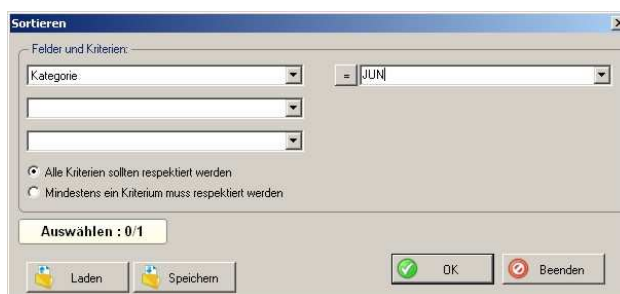 Sortieren
Felder und Kriterien:
Kategorie = JUN
Alle Kriterien sollten respektiert werden
Mindestens ein Kriterium muss respektiert werden
Auswählen : 0/1
Laden Speichern OK Beenden